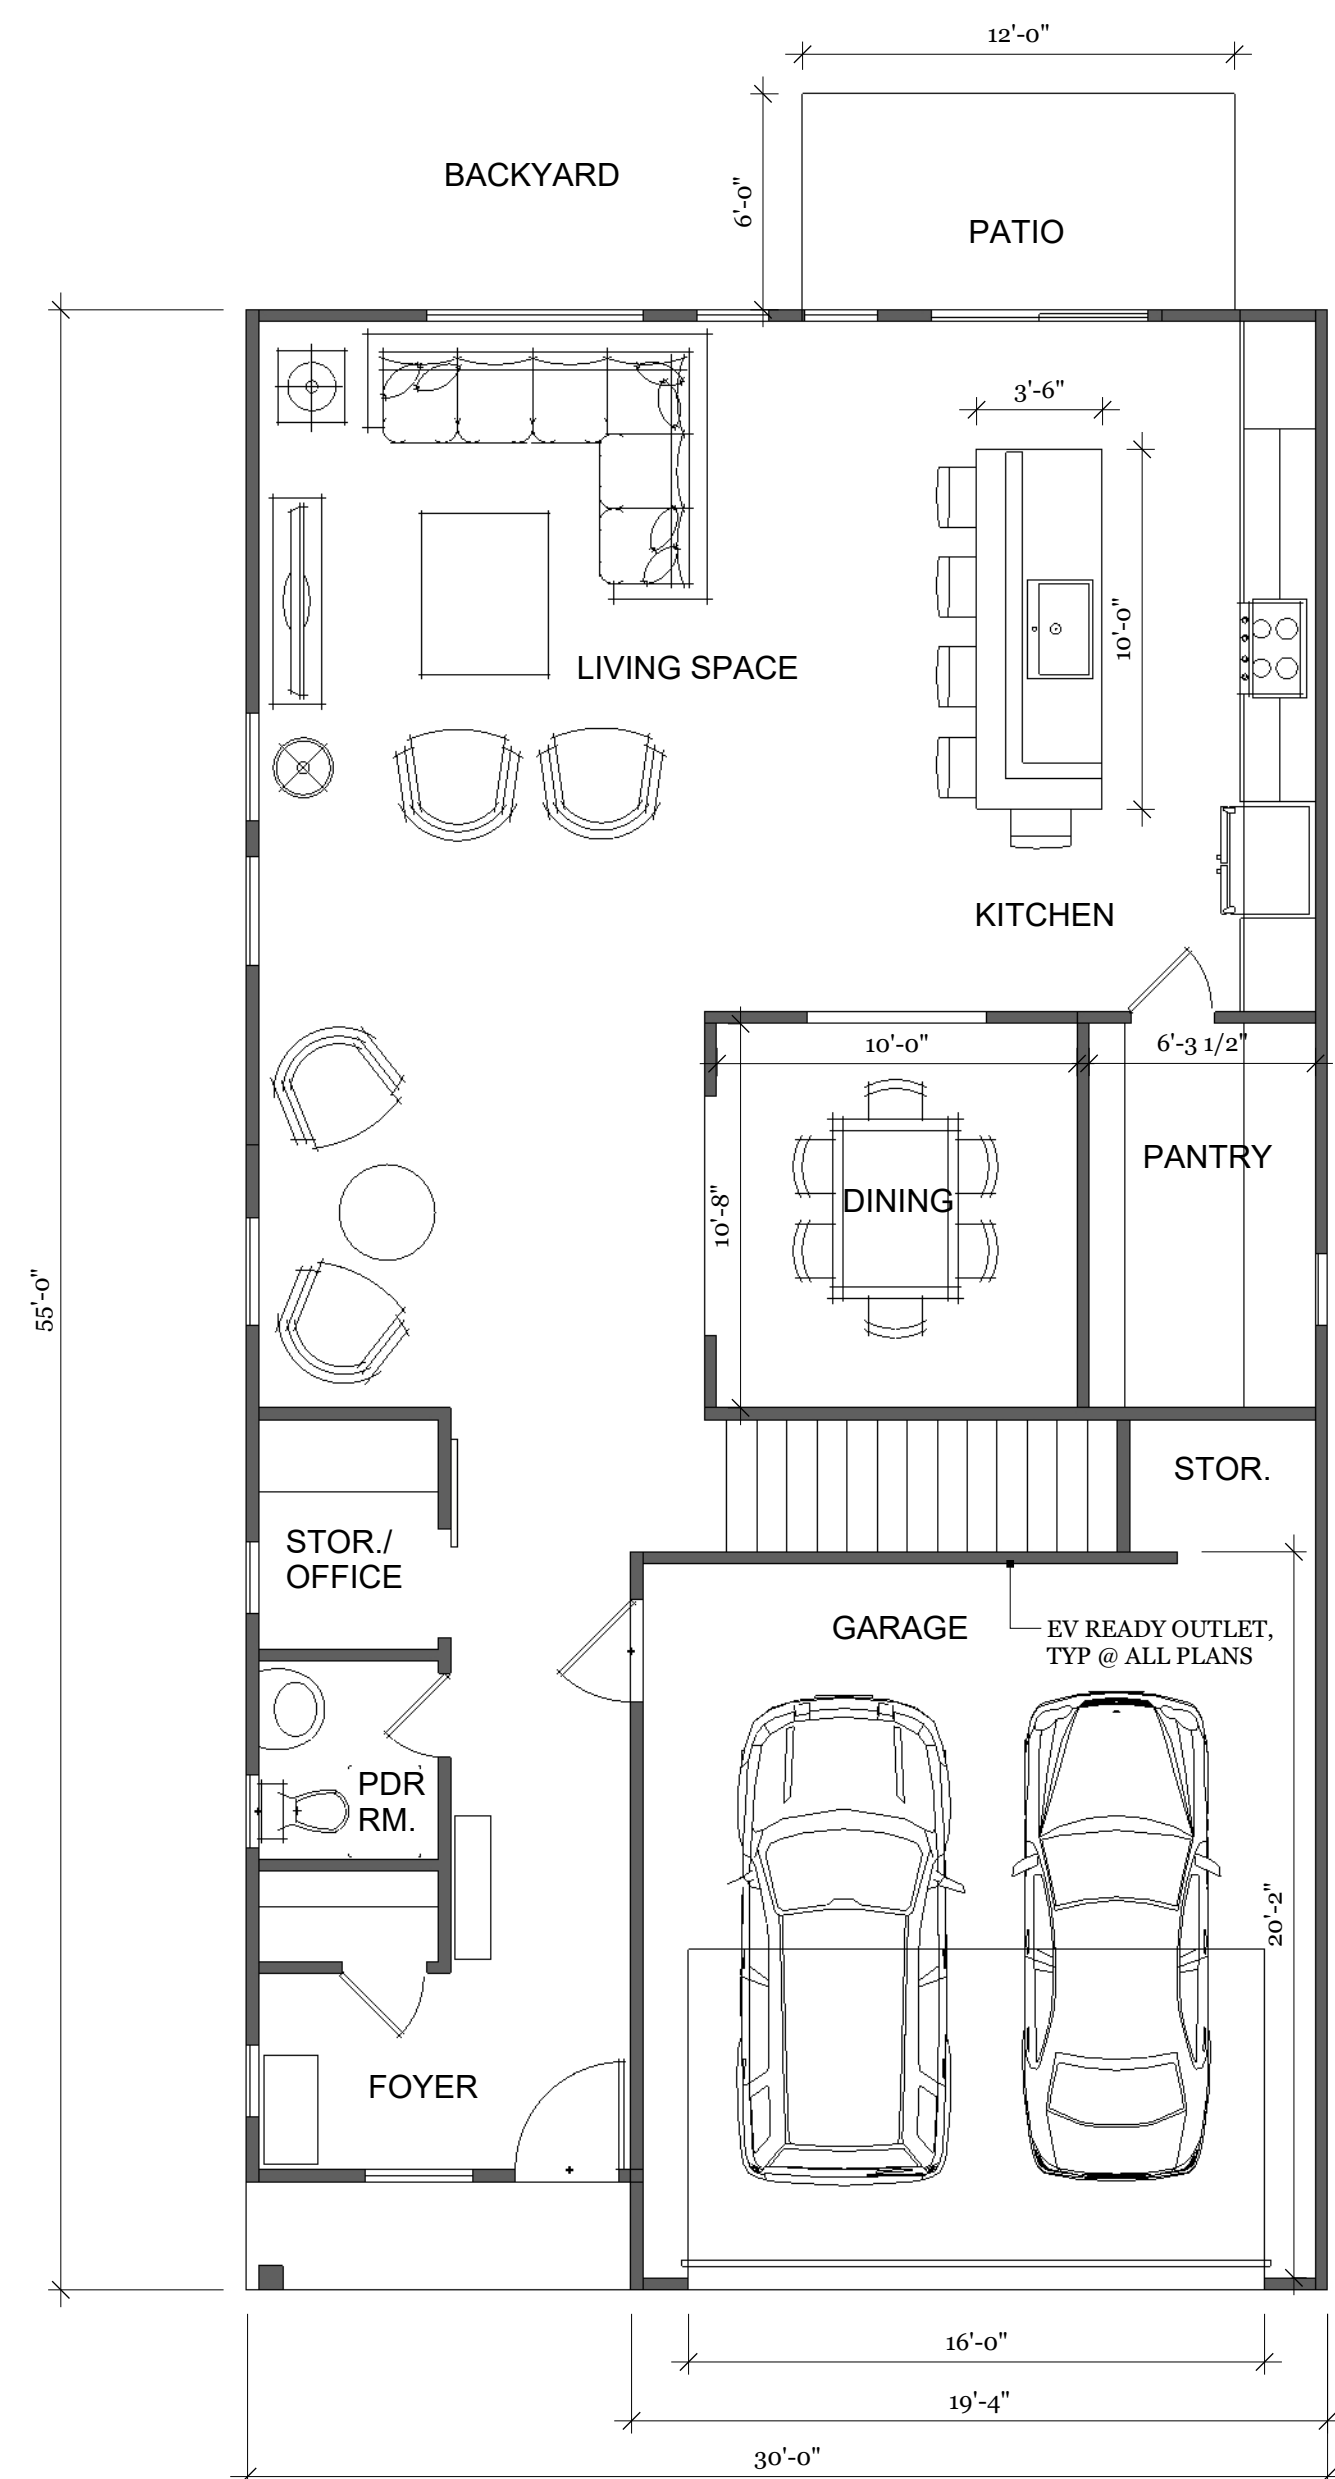 12'-0"
6'-0"
BACKYARD
PATIO
3'-6"
10'-0"
LIVING SPACE
KITCHEN
10'-0"
6'-3 1/2"
PANTRY
DINING
10'-8"
55'-0"
STOR.
STOR./
OFFICE
GARAGE
EV READY OUTLET,
TYP @ ALL PLANS
PDR
RM.
20'-2"
FOYER
16'-0"
19'-4"
30'-0"